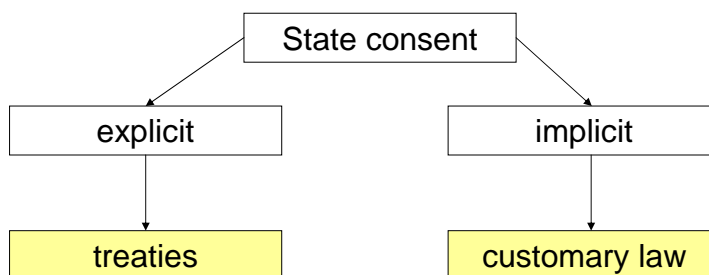 State consent
explicit
implicit
treaties
customary law